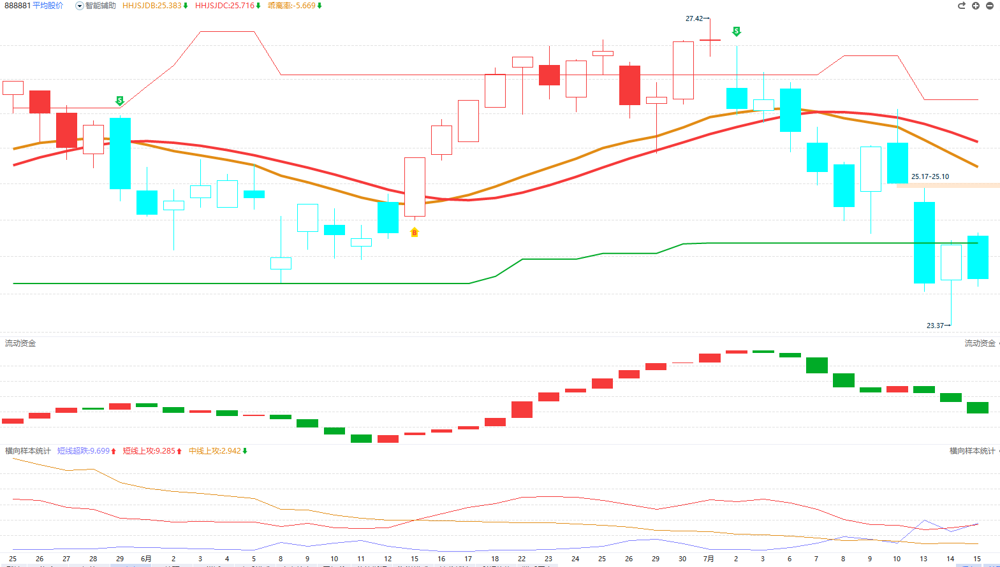 888881 平均股价 智能辅助 HHJSJDB:25.383 HHJSJDC:25.716 乖离率:-5.669
27.42
S
S
25.17-25.10
B
23.37
流动资金 流动资金
横向样本统计 短线超跌:9.699 短线上攻:9.285 中线上攻:2.942 横向样本统计
25 26 27 28 29 6月 2 3 4 5 8 9 10 11 12 15 16 17 18 22 23 24 25 26 29 30 7月 2 3 6 7 8 9 10 13 14 15